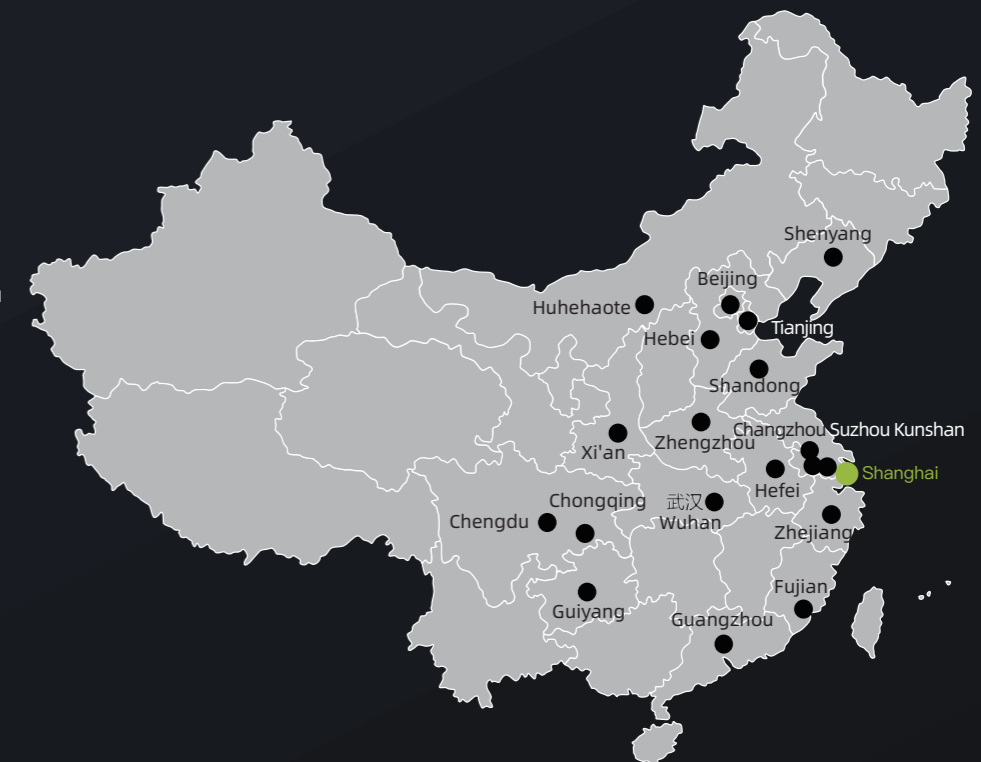 Shenyang
Beijing
Huhehaote
Tianjing
Hebei
Shandong
Changzhou Suzhou Kunshan
Zhengzhou
Xi'an
Shanghai
Hefei
Chongqing
武汉
Wuhan
Chengdu
Zhejiang
Fujian
Guiyang
Guangzhou